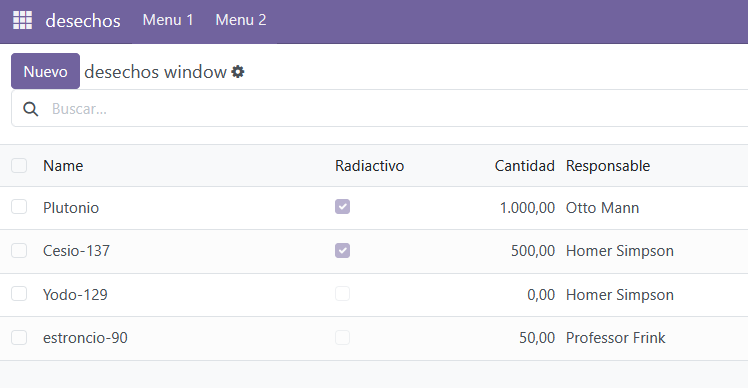 desechos Menu 1 Menu 2
Nuevo desechos window
Buscar...
Name Radiactivo Cantidad Responsable
Plutonio 1.000,00 Otto Mann
Cesio-137 500,00 Homer Simpson
Yodo-129 0,00 Homer Simpson
estroncio-90 50,00 Professor Frink